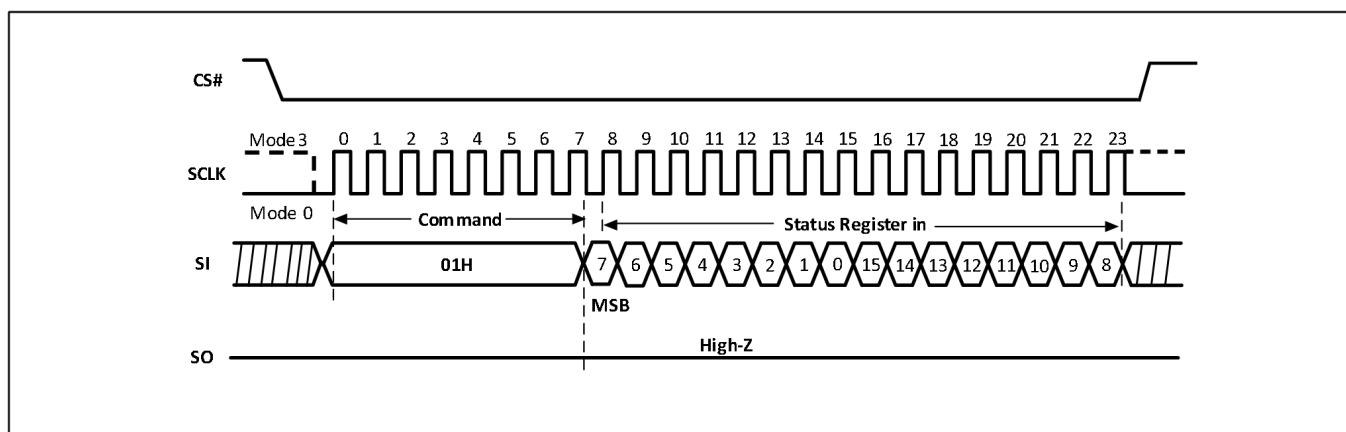 CS#
Mode 3
0 1 2 3 4 5 6 7 8 9 10 11 12 13 14 15 16 17 18 19 20 21 22 23
SCLK
Mode 0
Command
Status Register in
SI
01H
7 6 5 4 3 2 1 0 15 14 13 12 11 10 9 8
MSB
High-Z
SO